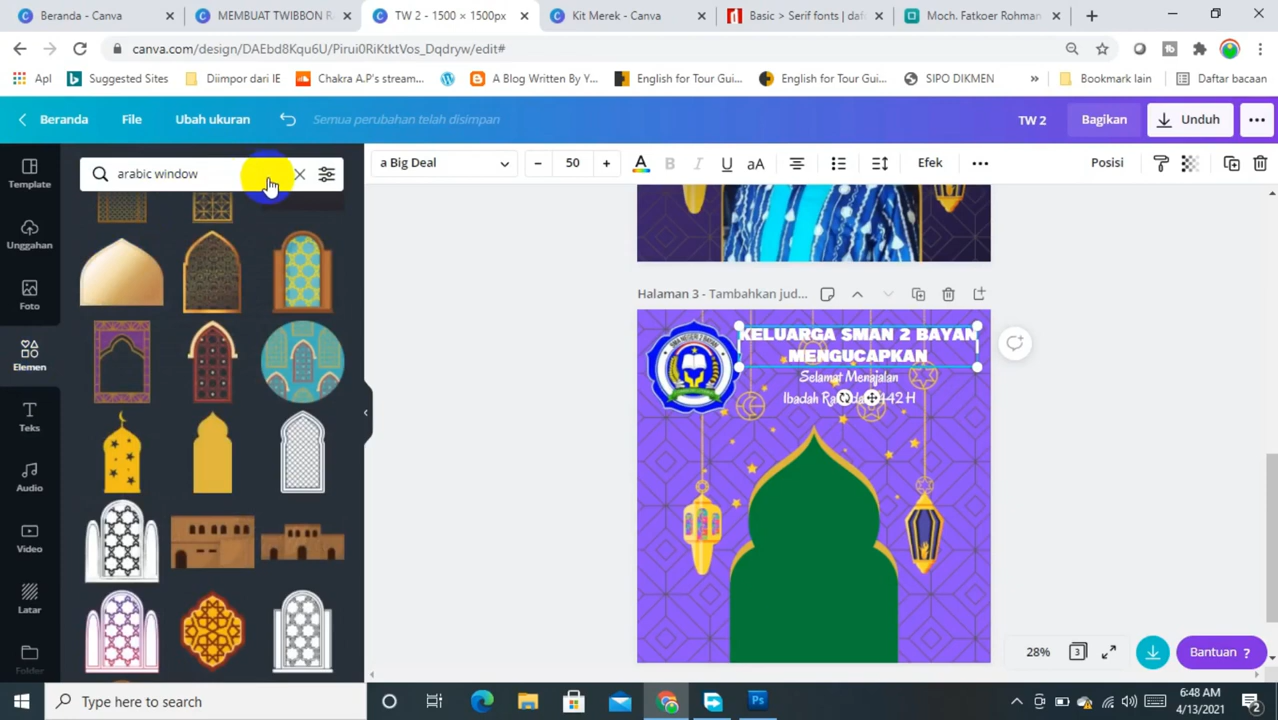 Beranda - Canva
MEMBUAT TWIBBON R
TW 2 - 1500 × 1500px
Kit Merek - Canva
Basic > Serif fonts | daf
Moch. Fatkoer Rohman
canva.com/design/DAEbd8Kqu6U/Pirui0RiKtktVos_Dqdryw/edit#
Apl
Suggested Sites
Diimpor dari IE
Chakra A.P's stream...
A Blog Written By Y...
English for Tour Gui...
English for Tour Gui...
SIPO DIKMEN
»
Bookmark lain
Daftar bacaan
Beranda
File
Ubah ukuran
Semua perubahan telah disimpan
TW 2
Bagikan
Unduh
Template
Unggahan
Foto
Elemen
Teks
Audio
Video
Latar
Folder
arabic window
a Big Deal
– 50 +
A B I U aA
Efek
Posisi
Halaman 3 - Tambahkan jud...
KELUARGA SMAN 2 BAYAN
MENGUCAPKAN
Selamat Menajalan
28%
3
Bantuan ?
Type here to search
6:48 AM
4/13/2021
2